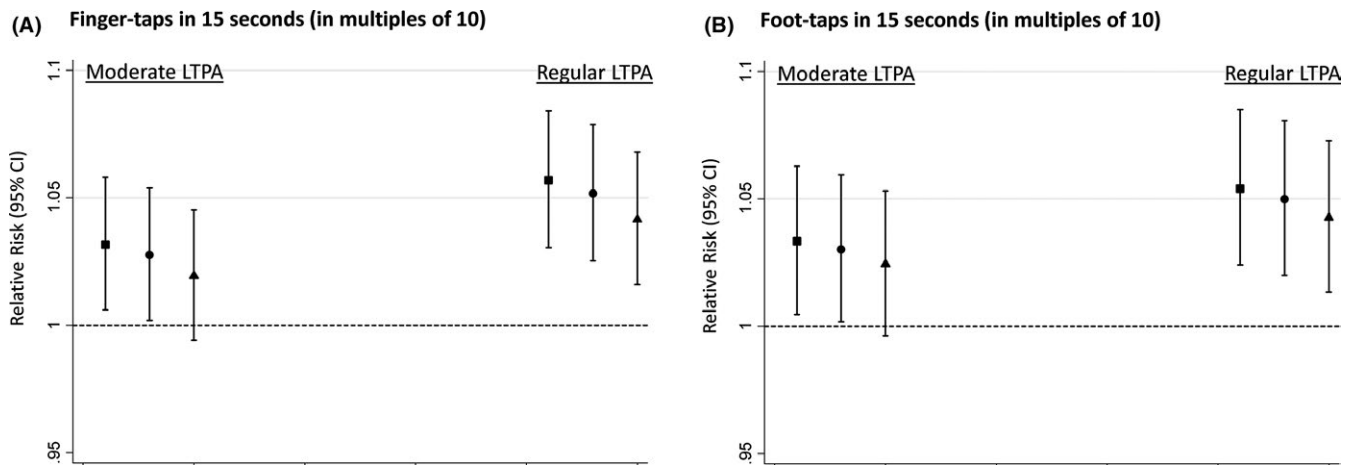 (A) Finger-taps in 15 seconds (in multiples of 10)
Moderate LTPA
Regular LTPA
Relative Risk (95% CI)
1.1
1.05
1
.95
(B) Foot-taps in 15 seconds (in multiples of 10)
Moderate LTPA
Regular LTPA
Relative Risk (95% CI)
1.1
1.05
1
.95